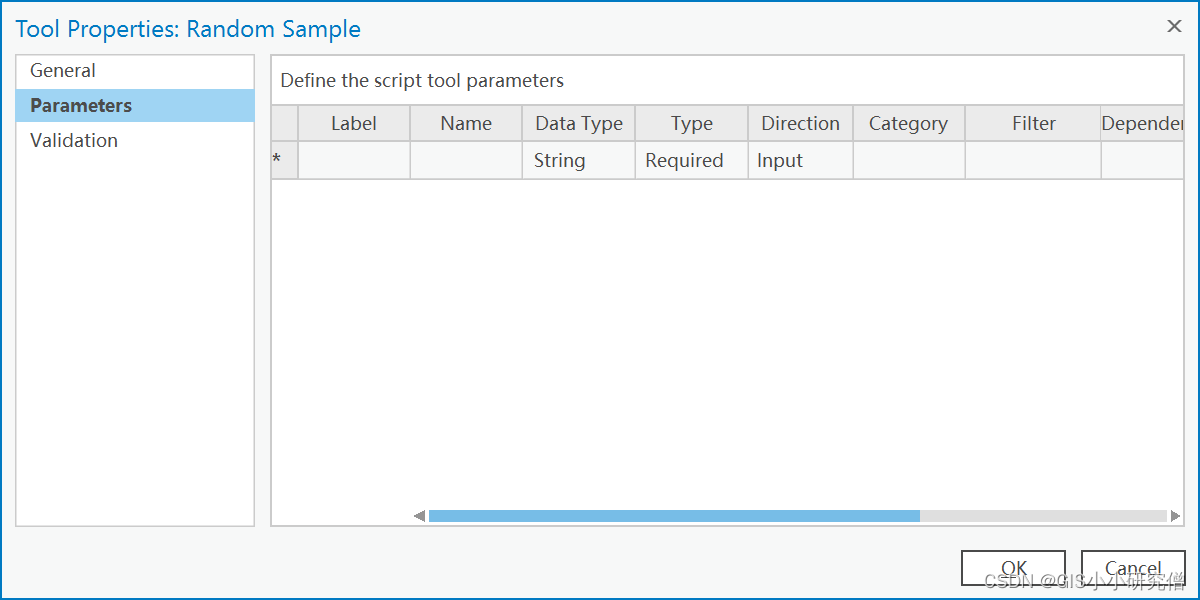 Tool Properties: Random Sample
General
Parameters
Validation
Define the script tool parameters
Label Name Data Type Type Direction Category Filter Depender
* String Required Input
OK Cancel
CSDN @GIS小小研究僧